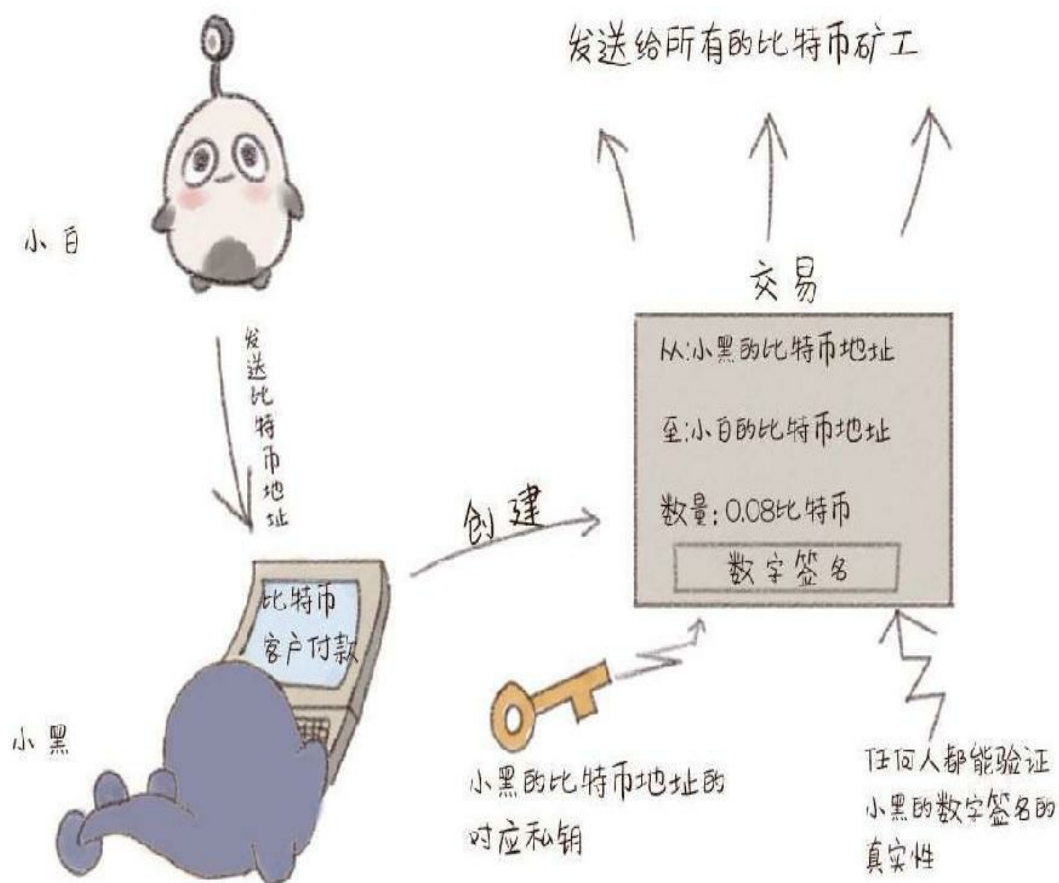 发送给所有的比特币矿工
小白
交易
从:小黑的比特币地址
至:小白的比特币地址
数量:0.08比特币
数字签名
发送比特币地址
创建
比特币
客户付款
小黑
小黑的比特币地址的
对应私钥
任何人都能验证
小黑的数字签名的
真实性